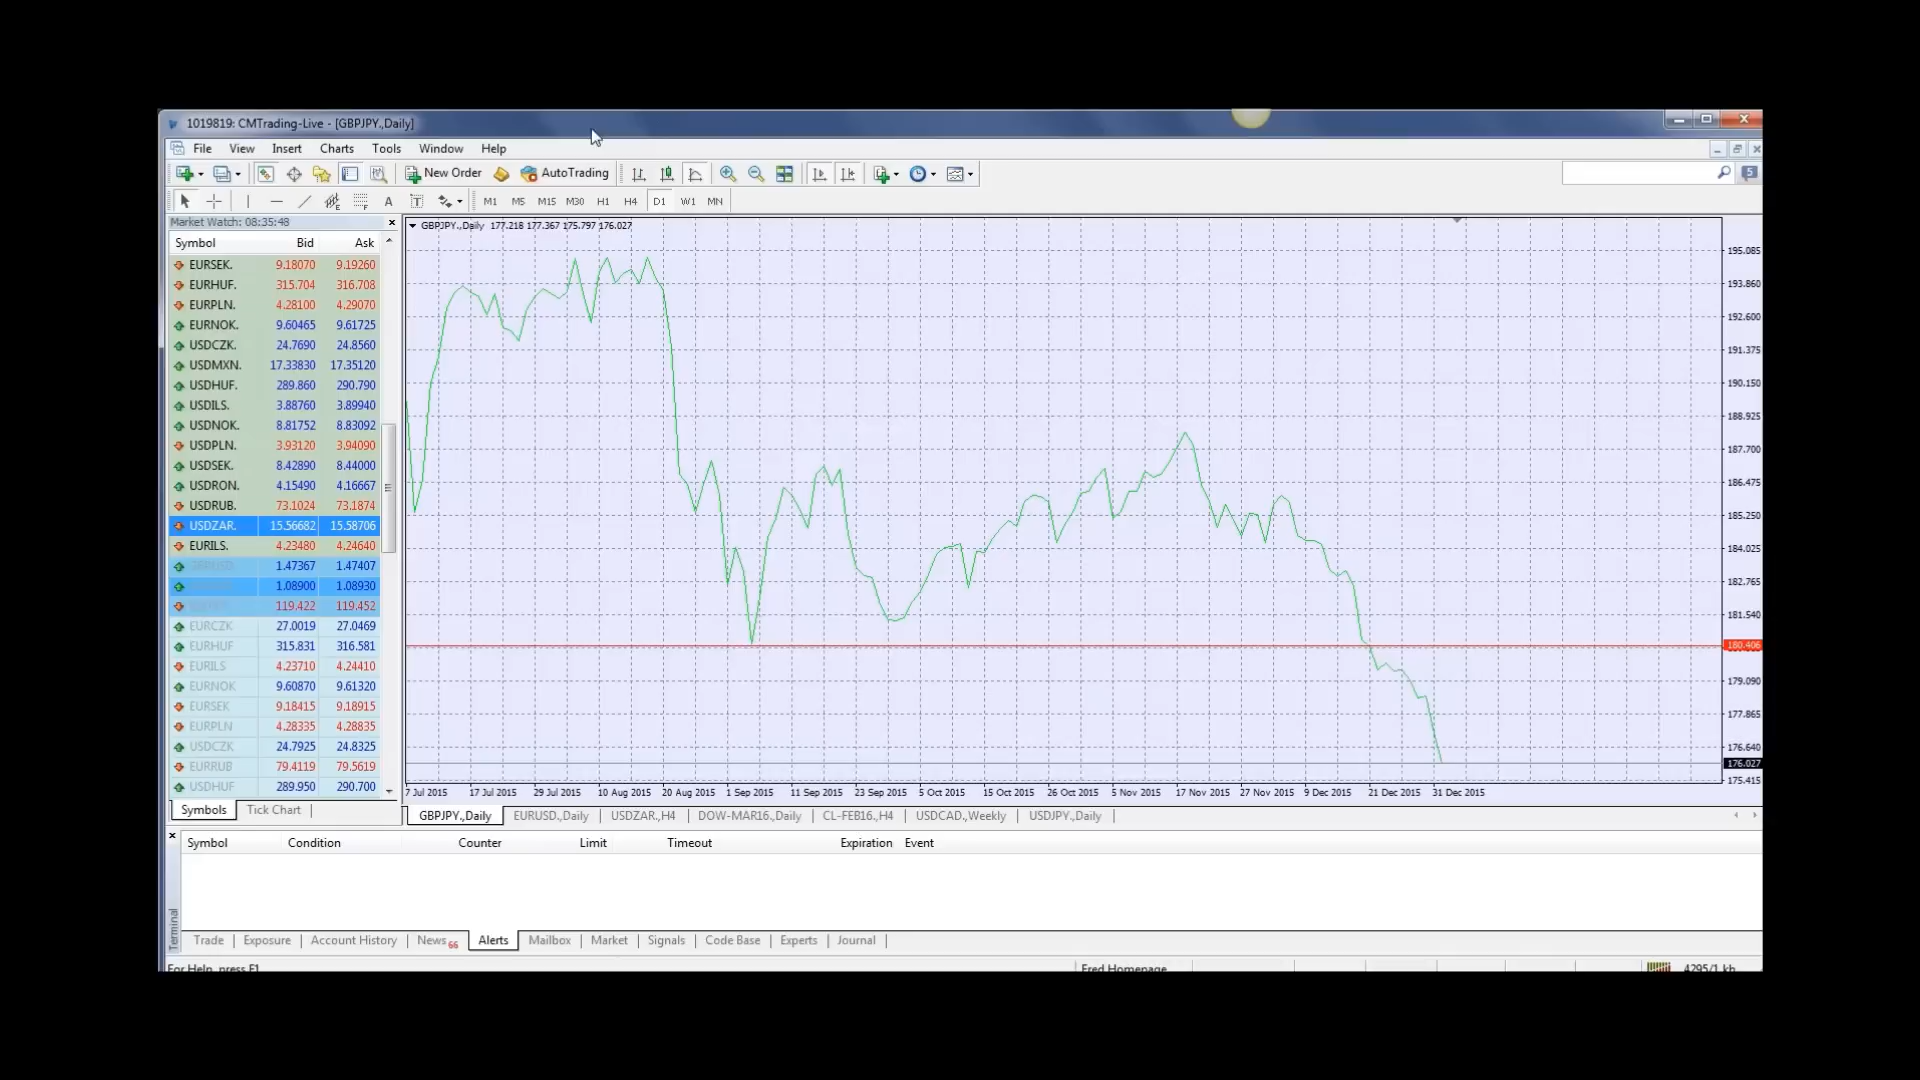 1019819: CMTrading-Live - [GBPJPY.,Daily]
File View Insert Charts Tools Window Help
New Order AutoTrading
5
A T M1 M5 M15 M30 H1 H4 D1 W1 MN
Market Watch: 08:35:48
Symbol Bid Ask
EURSEK. 9.18070 9.19260
EURHUF. 315.704 316.708
EURPLN. 4.28100 4.29070
EURNOK. 9.60465 9.61725
USDCZK. 24.7690 24.8560
USDMXN. 17.33830 17.35120
USDHUF. 289.860 290.790
USDILS. 3.88760 3.89940
USDNOK. 8.81752 8.83092
USDPLN. 3.93120 3.94090
USDSEK. 8.42890 8.44000
USDRON. 4.15490 4.16667
USDRUB. 73.1024 73.1874
USDZAR. 15.56682 15.58706
EURILS. 4.23480 4.24640
1.47367 1.47407
1.08900 1.08930
119.422 119.452
EURCZK 27.0019 27.0469
EURHUF 315.831 316.581
EURILS 4.23710 4.24410
EURNOK 9.60870 9.61320
EURSEK 9.18415 9.18915
EURPLN 4.28335 4.28835
USDCZK 24.7925 24.8325
EURRUB 79.4119 79.5619
USDHUF 289.950 290.700
Symbols Tick Chart
GBPJPY.,Daily 177.218 177.367 175.797 176.027
195.085
193.860
192.600
191.375
190.150
188.925
187.700
186.475
185.250
184.025
182.765
181.540
180.406
179.090
177.865
176.640
176.027
175.415
7 Jul 2015 17 Jul 2015 29 Jul 2015 10 Aug 2015 20 Aug 2015 1 Sep 2015 11 Sep 2015 23 Sep 2015 5 Oct 2015 15 Oct 2015 26 Oct 2015 5 Nov 2015 17 Nov 2015 27 Nov 2015 9 Dec 2015 21 Dec 2015 31 Dec 2015
GBPJPY.,Daily EURUSD.,Daily USDZAR.,H4 DOW-MAR16.,Daily CL-FEB16.,H4 USDCAD.,Weekly USDJPY.,Daily
Symbol Condition Counter Limit Timeout Expiration Event
Terminal
Trade Exposure Account History News 66 Alerts Mailbox Market Signals Code Base Experts Journal
For Help, press F1 Fred Homepage 4295/1 kb